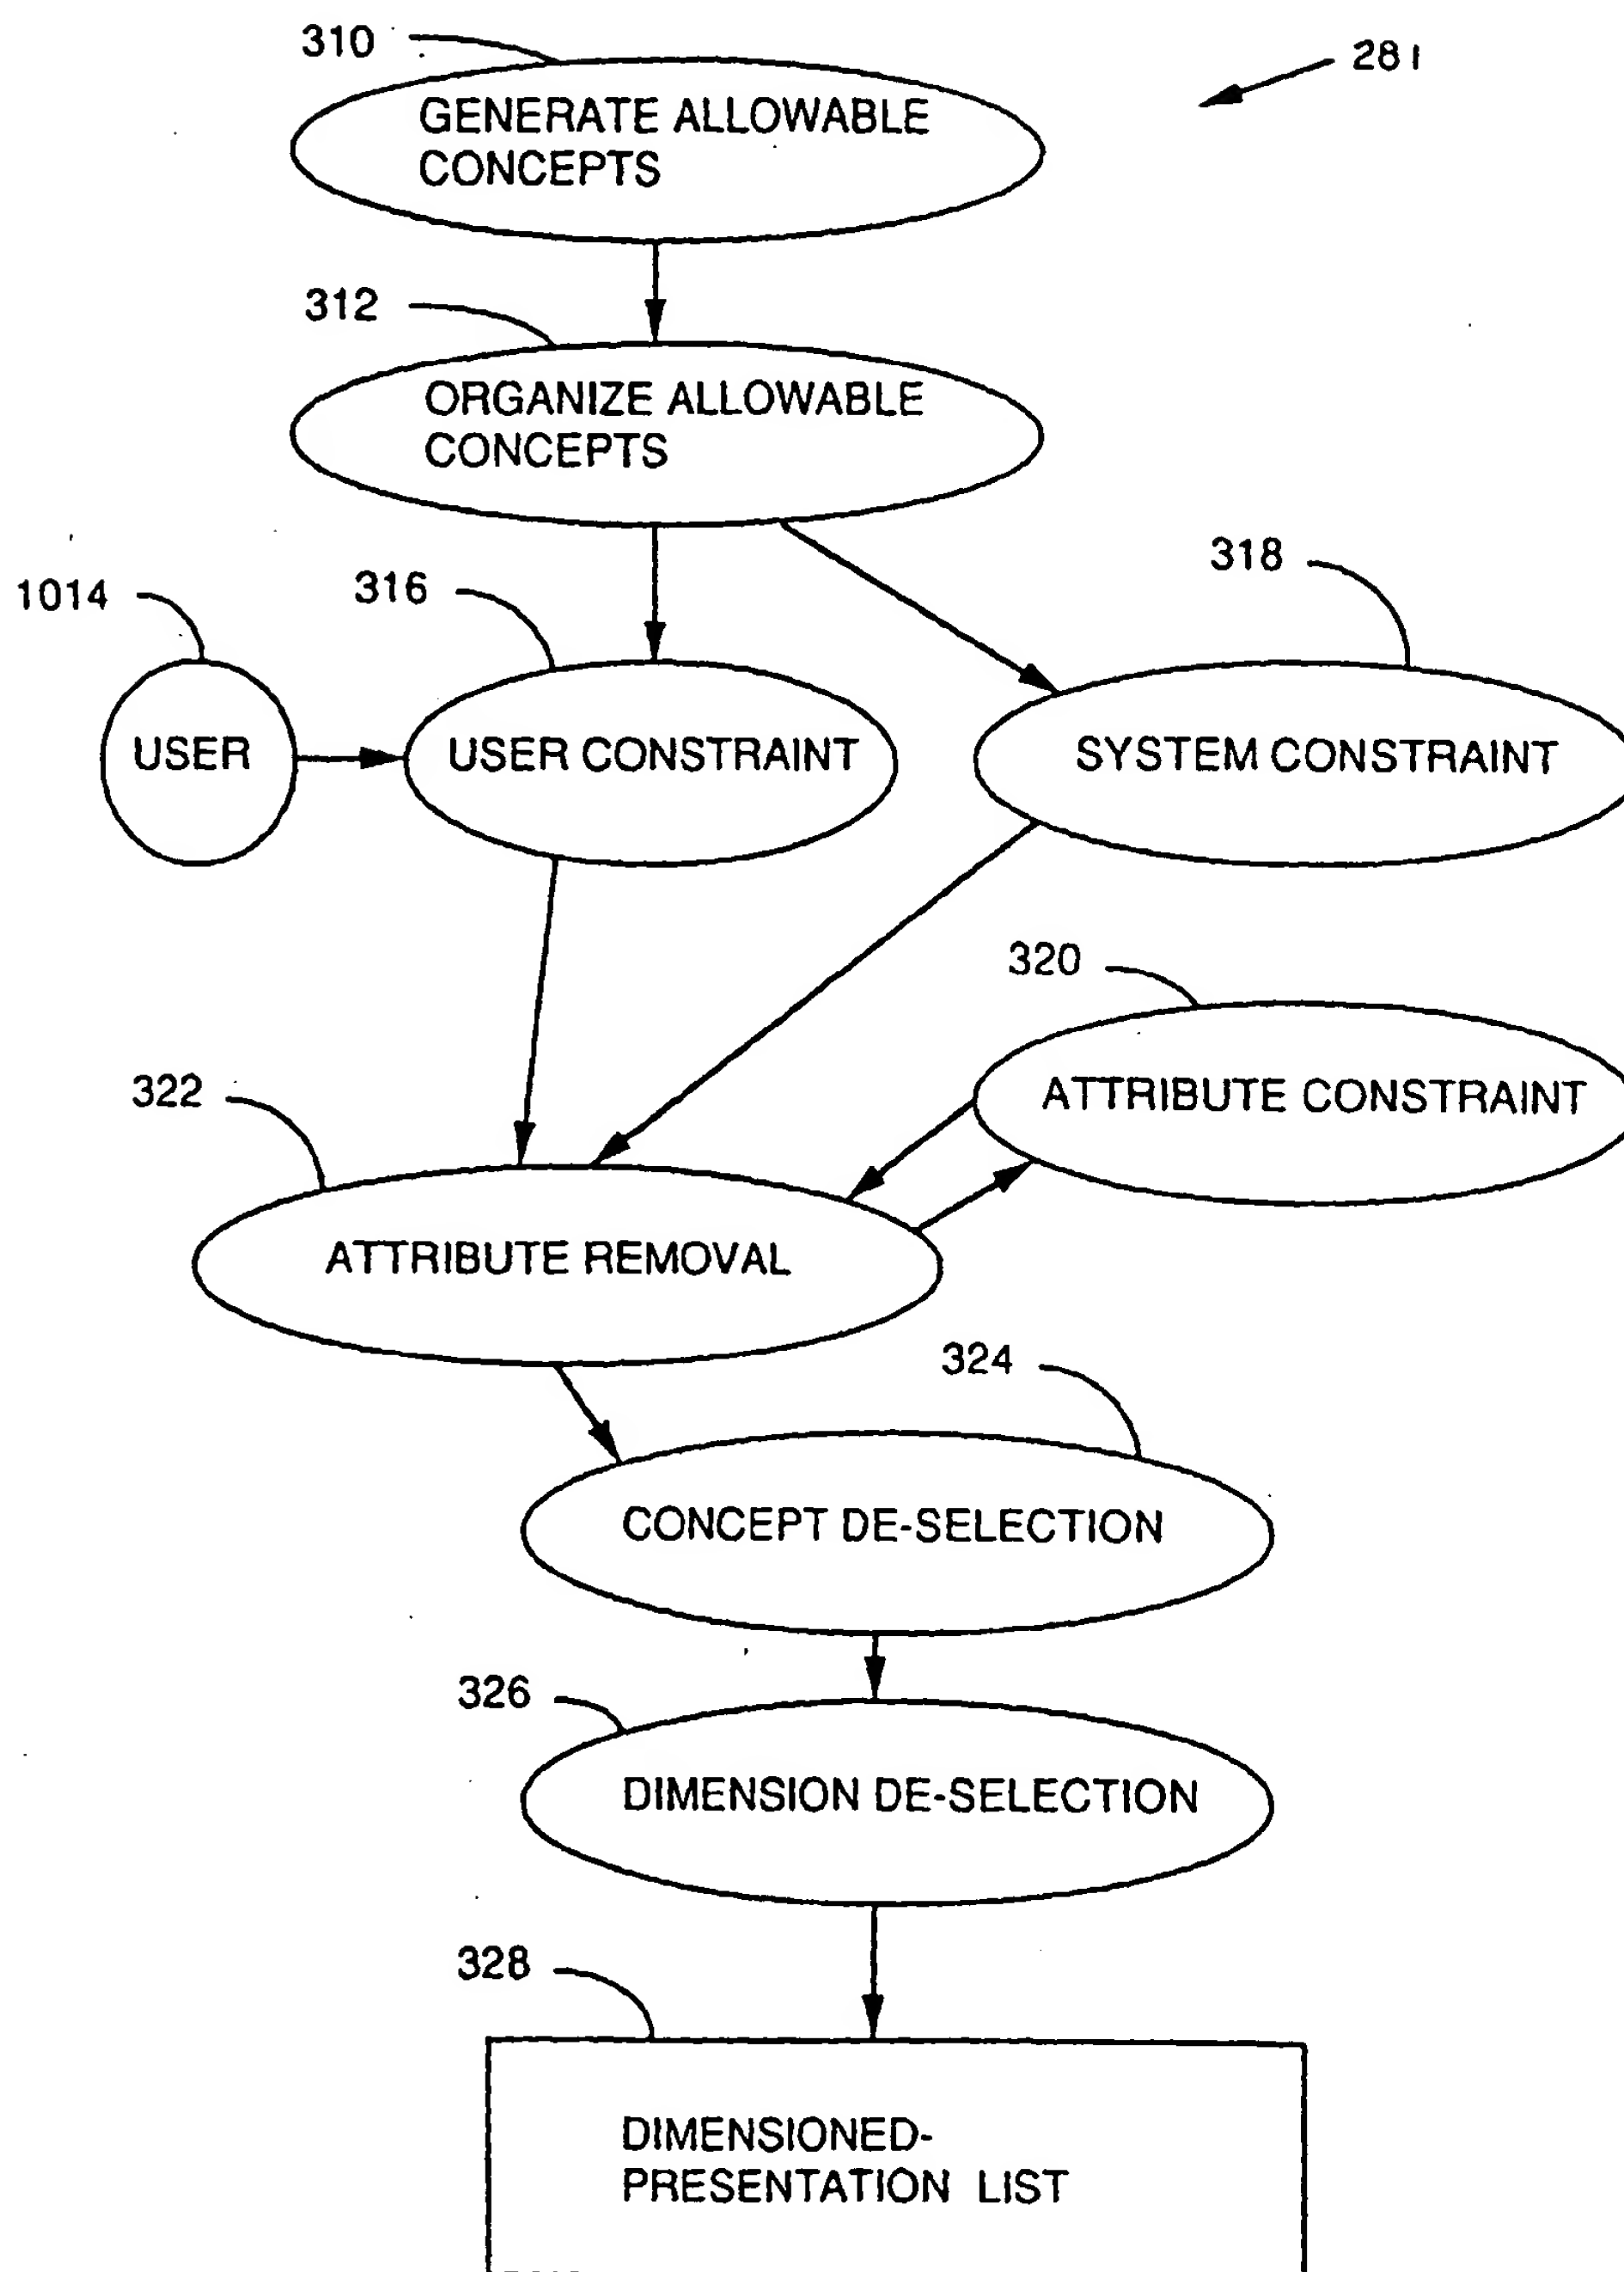 310
281
GENERATE ALLOWABLE
CONCEPTS
312
ORGANIZE ALLOWABLE
CONCEPTS
318
1014
316
USER
USER CONSTRAINT
SYSTEM CONSTRAINT
320
322
ATTRIBUTE CONSTRAINT
ATTRIBUTE REMOVAL
324
CONCEPT DE-SELECTION
326
DIMENSION DE-SELECTION
328
DIMENSIONED-
PRESENTATION LIST